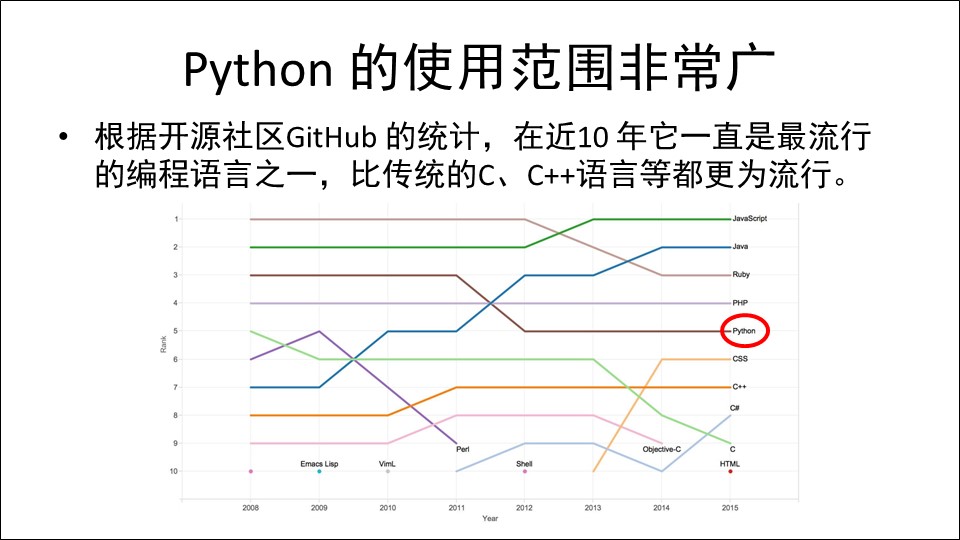 Python 的使用范围非常广
• 根据开源社区GitHub 的统计，在近10 年它一直是最流行
的编程语言之一，比传统的C、C++语言等都更为流行。
1
JavaScript
2
Java
3
Ruby
4
PHP
Rank
5
Python
6
CSS
7
C++
8
C#
9
Perl
Objective-C
C
10
Emacs Lisp
VimL
Shell
HTML
2008
2009
2010
2011
2012
2013
2014
2015
Year